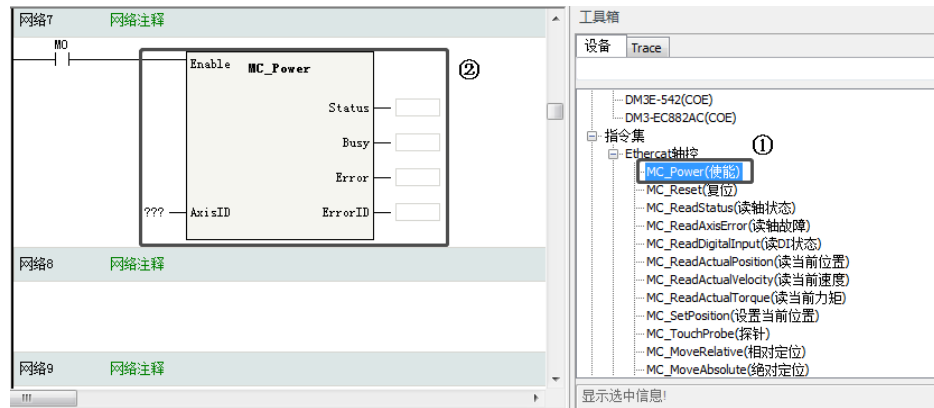 网络7 网络注释
M0
Enable MC_Power
②
Status
Busy
Error
??? AxisID ErrorID
网络8 网络注释
网络9 网络注释
工具箱
设备 Trace
DM3E-542(COE)
DM3-EC882AC(COE)
指令集
①
Ethercat轴控
MC_Power(使能)
MC_Reset(复位)
MC_ReadStatus(读轴状态)
MC_ReadAxisError(读轴故障)
MC_ReadDigitalInput(读DI状态)
MC_ReadActualPosition(读当前位置)
MC_ReadActualVelocity(读当前速度)
MC_ReadActualTorque(读当前力矩)
MC_SetPosition(设置当前位置)
MC_TouchProbe(探针)
MC_MoveRelative(相对定位)
MC_MoveAbsolute(绝对定位)
显示选中信息!